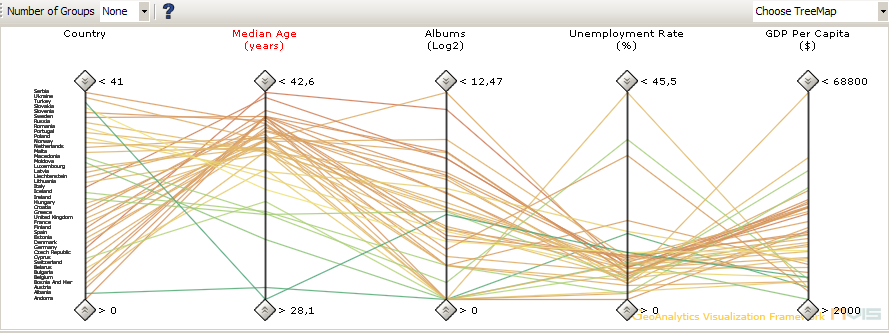 Number of Groups None ? Choose TreeMap
Country Median Age Albums Unemployment Rate GDP Per Capita
(years) (Log2) (%) ($)
< 41 < 42,6 < 12,47 < 45,5 < 68800
Serbia
Ukraine
Turkey
Slovakia
Slovenia
Sweden
Russia
Romania
Portugal
Poland
Norway
Netherlands
Malta
Macedonia
Moldova
Luxembourg
Latvia
Liechtenstein
Lithuania
Italy
Iceland
Ireland
Hungary
Croatia
Greece
United Kingdom
France
Finland
Spain
Estonia
Denmark
Germany
Czech Republic
Cyprus
Switzerland
Belarus
Bulgaria
Belgium
Bosnia And Her
Austria
Albania
Andorra
> 0 > 28,1 > 0 > 0 > 2000
GeoAnalytics Visualization Framework